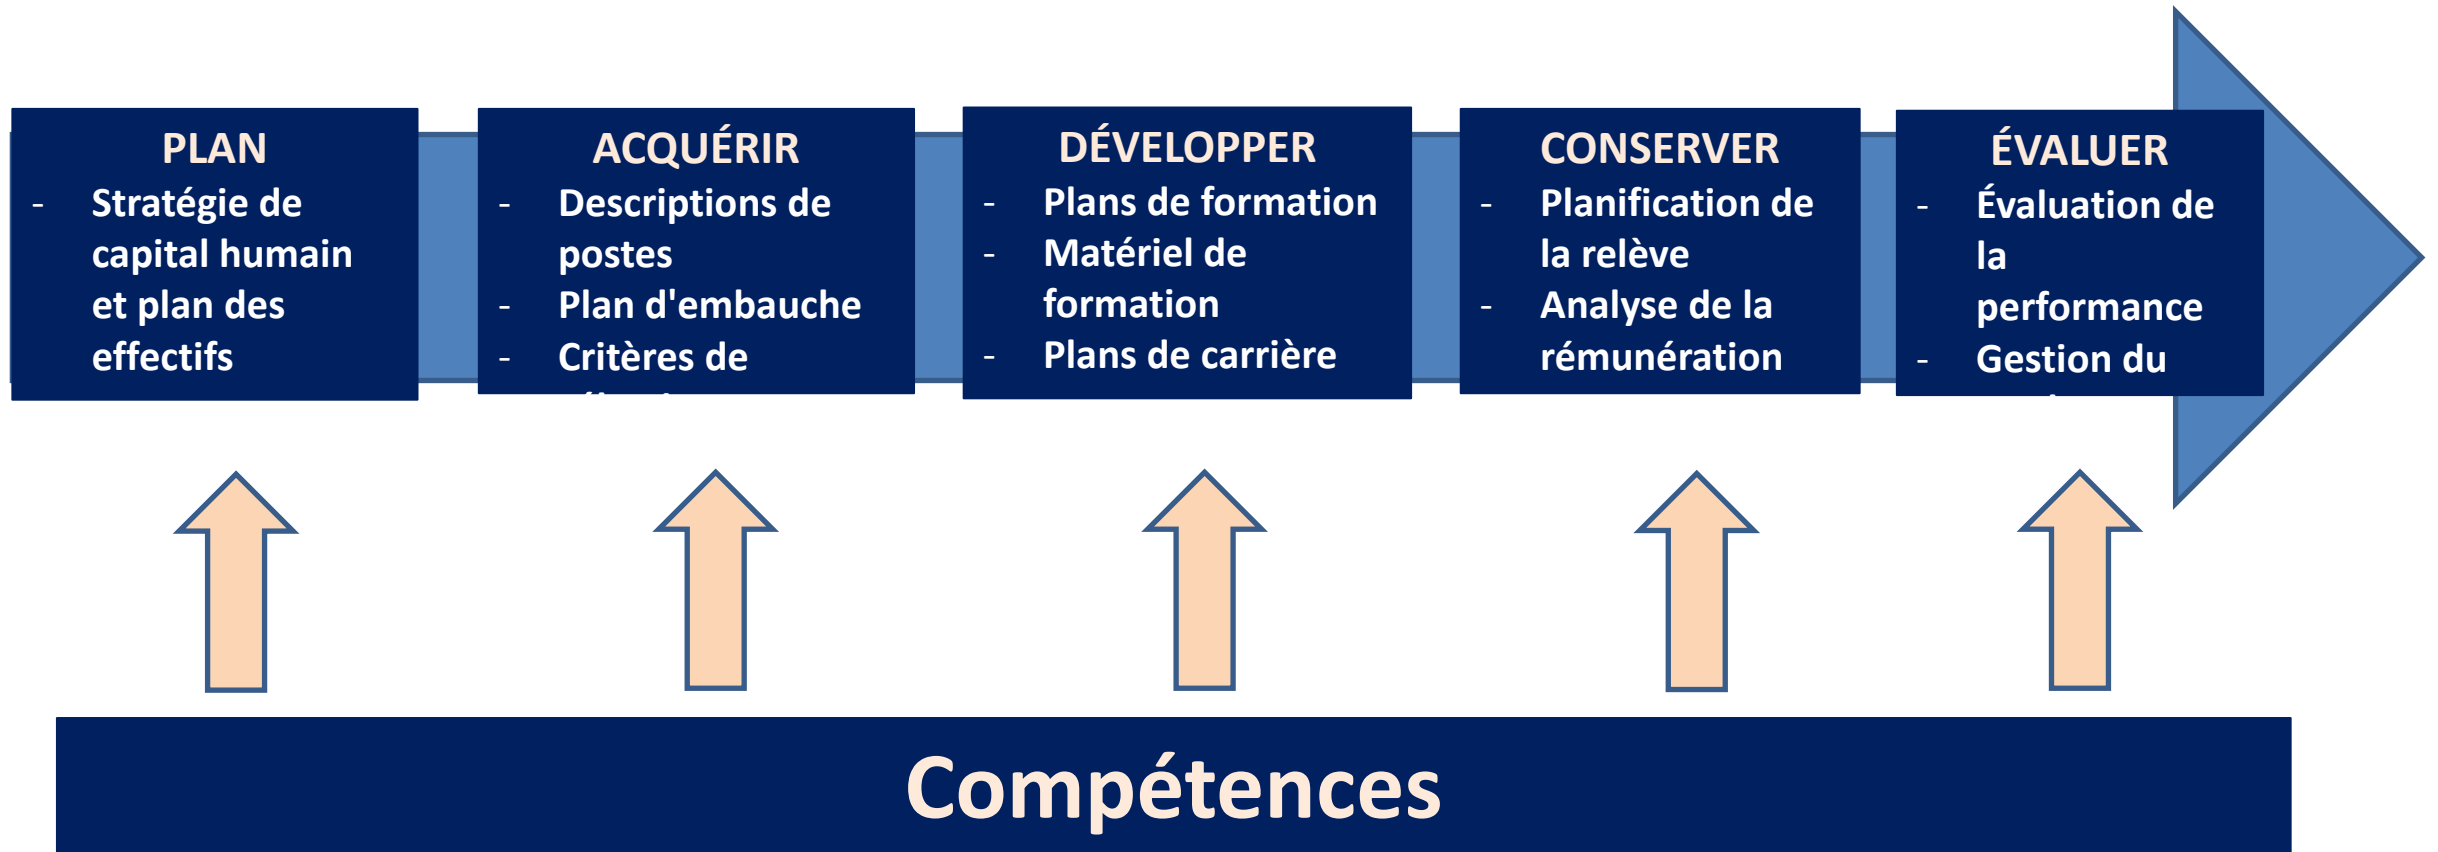 PLAN
- Stratégie de
capital humain
et plan des
effectifs
ACQUÉRIR
- Descriptions de
postes
- Plan d'embauche
- Critères de
DÉVELOPPER
- Plans de formation
- Matériel de
formation
- Plans de carrière
CONSERVER
- Planification de
la relève
- Analyse de la
rémunération
ÉVALUER
- Évaluation de
la
performance
- Gestion du
Compétences